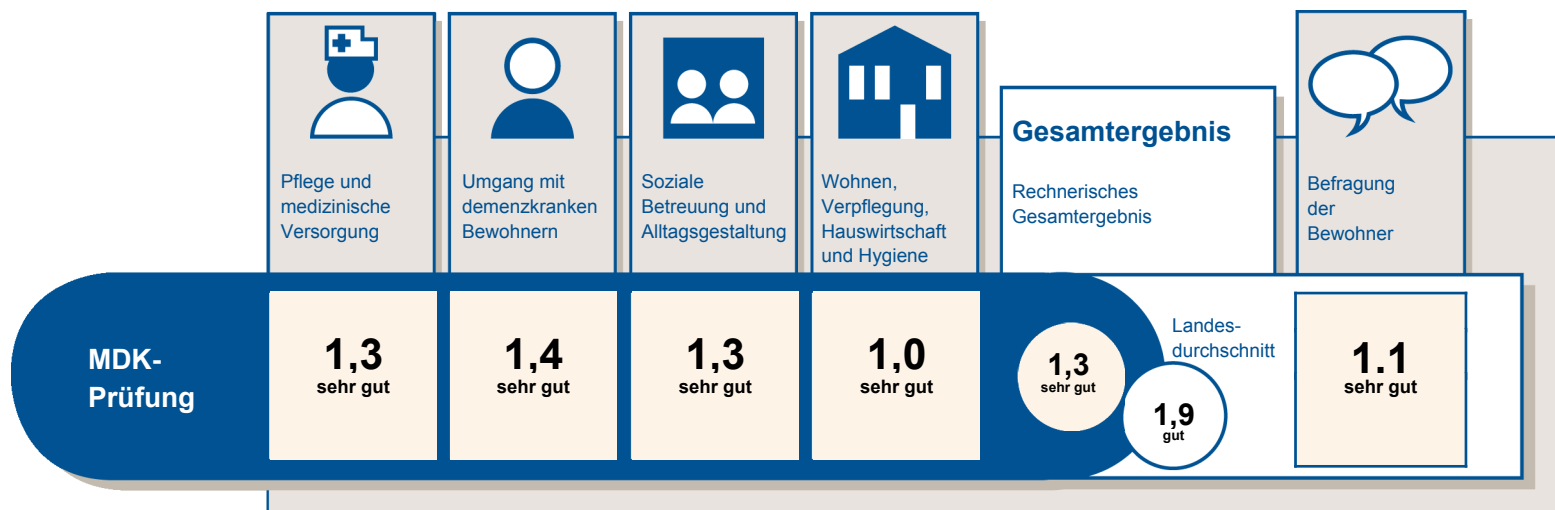 Pflege und
medizinische
Versorgung
Umgang mit
demenzkranken
Bewohnern
Soziale
Betreuung und
Alltagsgestaltung
Wohnen,
Verpflegung,
Hauswirtschaft
und Hygiene
Gesamtergebnis
Rechnerisches
Gesamtergebnis
Befragung
der
Bewohner
MDK-
Prüfung
1,3
sehr gut
1,4
sehr gut
1,3
sehr gut
1,0
sehr gut
1,3
sehr gut
Landes-
durchschnitt
1,9
gut
1.1
sehr gut